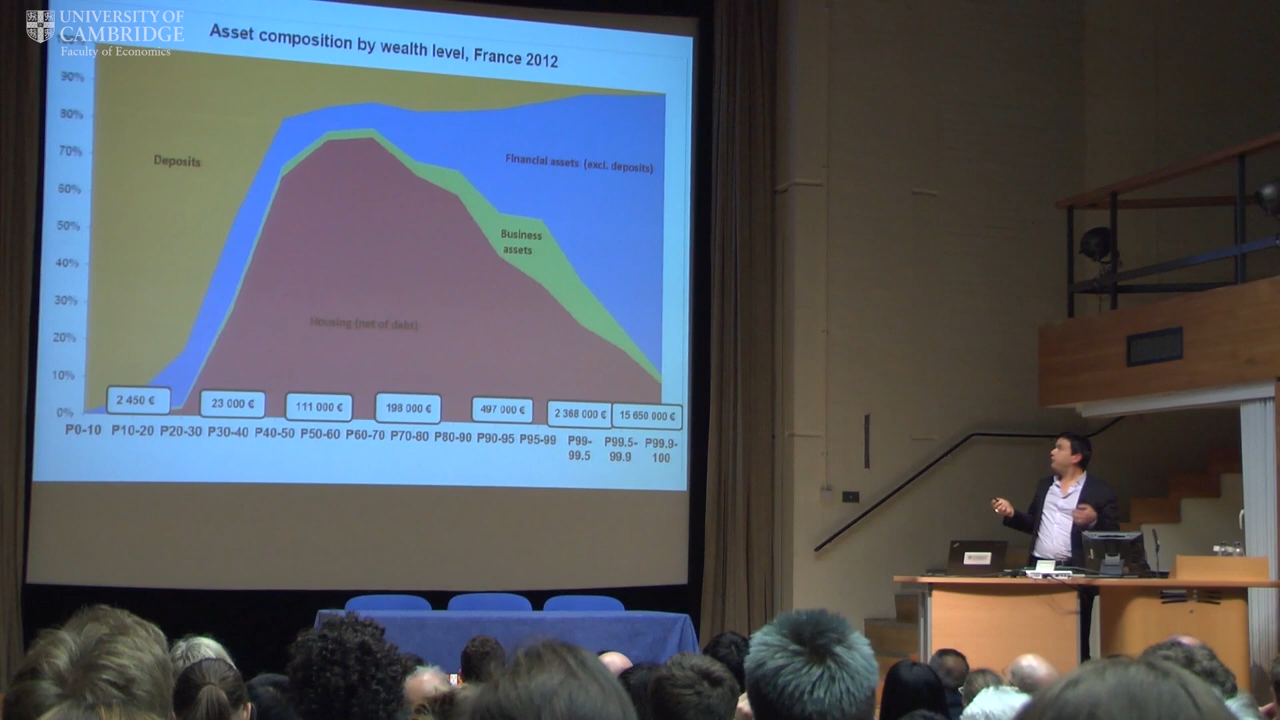 UNIVERSITY OF
CAMBRIDGE
Faculty of Economics
Asset composition by wealth level, France 2012
90%
80%
70%
60%
50%
40%
30%
20%
10%
0%
Deposits
Financial assets (excl. deposits)
Business
assets
Housing (net of debt)
2 450 €
23 000 €
111 000 €
198 000 €
497 000 €
2 368 000 €
15 650 000 €
P0-10 P10-20 P20-30 P30-40 P40-50 P50-60 P60-70 P70-80 P80-90 P90-95 P95-99 P99-99.5 P99.5-99.9 P99.9-100